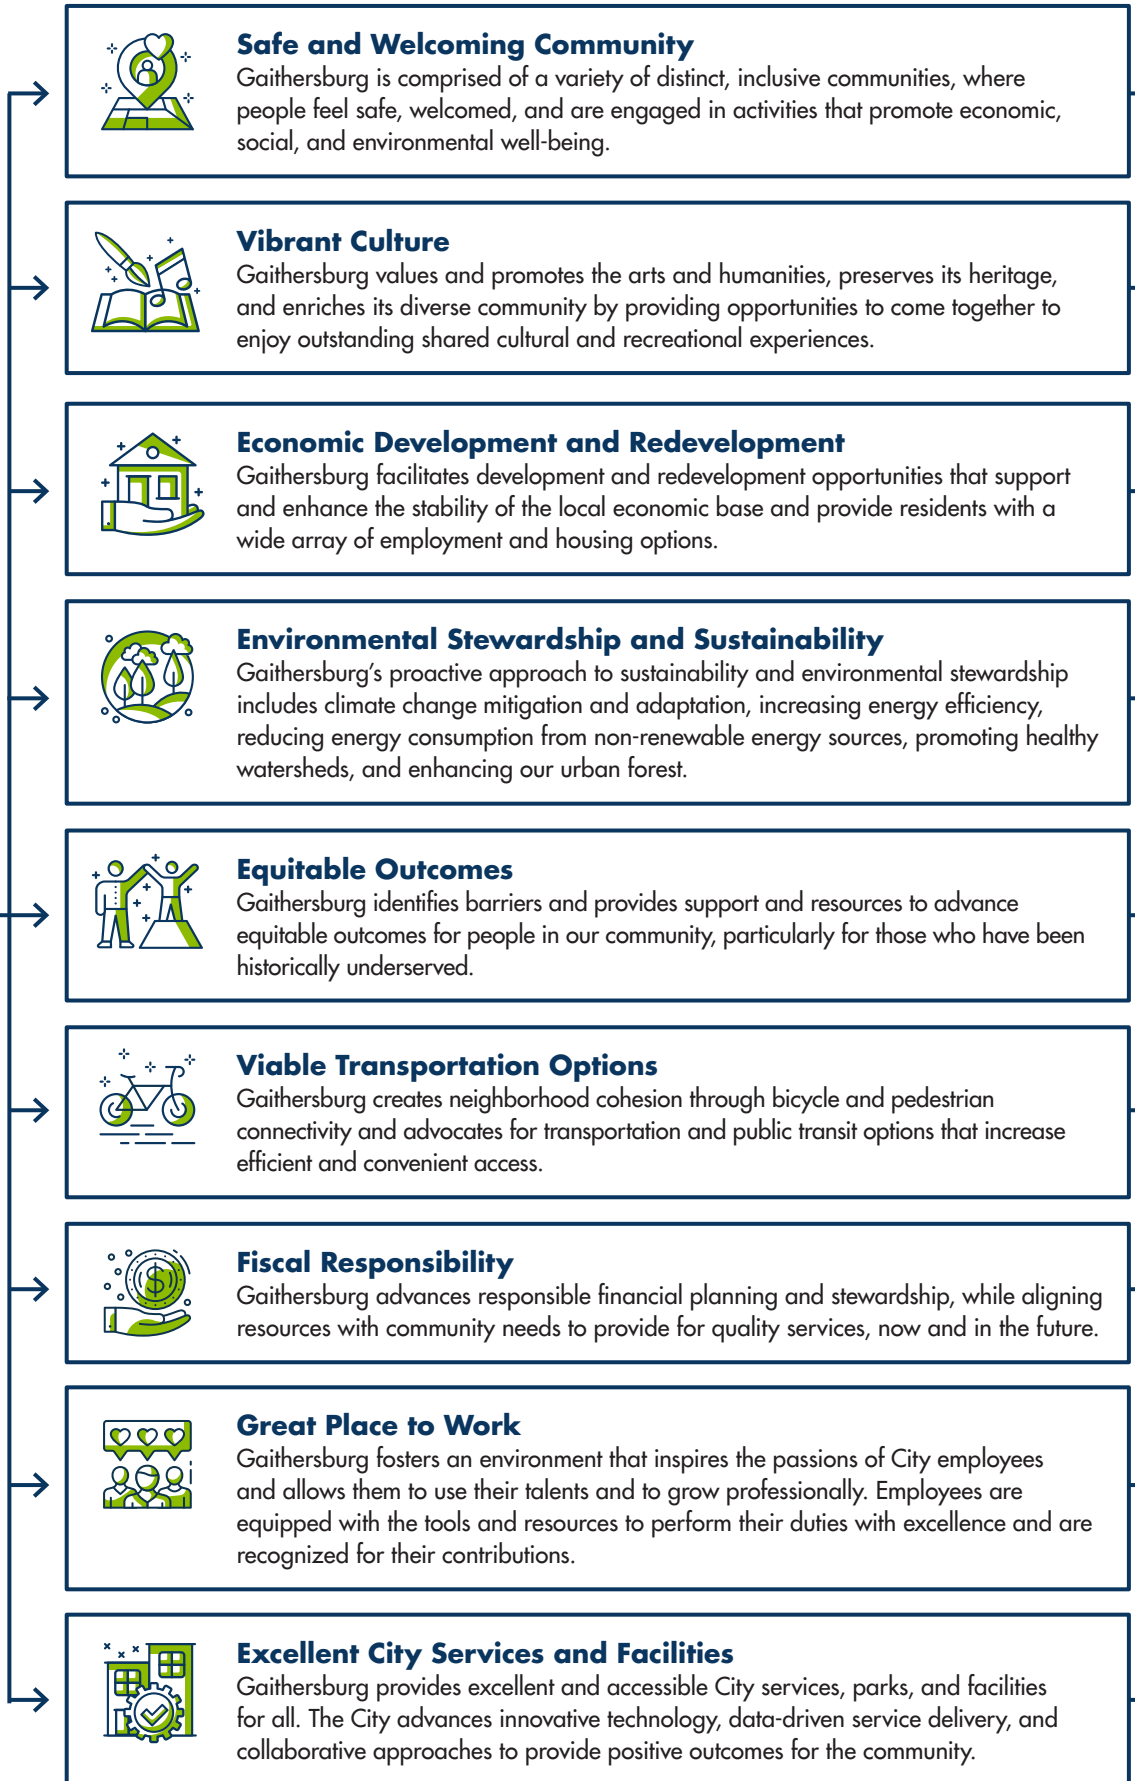 Safe and Welcoming Community
Gaithersburg is comprised of a variety of distinct, inclusive communities, where
people feel safe, welcomed, and are engaged in activities that promote economic,
social, and environmental well-being.
Vibrant Culture
Gaithersburg values and promotes the arts and humanities, preserves its heritage,
and enriches its diverse community by providing opportunities to come together to
enjoy outstanding shared cultural and recreational experiences.
Economic Development and Redevelopment
Gaithersburg facilitates development and redevelopment opportunities that support
and enhance the stability of the local economic base and provide residents with a
wide array of employment and housing options.
Environmental Stewardship and Sustainability
Gaithersburg’s proactive approach to sustainability and environmental stewardship
includes climate change mitigation and adaptation, increasing energy efficiency,
reducing energy consumption from non-renewable energy sources, promoting healthy
watersheds, and enhancing our urban forest.
Equitable Outcomes
Gaithersburg identifies barriers and provides support and resources to advance
equitable outcomes for people in our community, particularly for those who have been
historically underserved.
Viable Transportation Options
Gaithersburg creates neighborhood cohesion through bicycle and pedestrian
connectivity and advocates for transportation and public transit options that increase
efficient and convenient access.
$
Fiscal Responsibility
Gaithersburg advances responsible financial planning and stewardship, while aligning
resources with community needs to provide for quality services, now and in the future.
Great Place to Work
Gaithersburg fosters an environment that inspires the passions of City employees
and allows them to use their talents and to grow professionally. Employees are
equipped with the tools and resources to perform their duties with excellence and are
recognized for their contributions.
Excellent City Services and Facilities
Gaithersburg provides excellent and accessible City services, parks, and facilities
for all. The City advances innovative technology, data-driven service delivery, and
collaborative approaches to provide positive outcomes for the community.